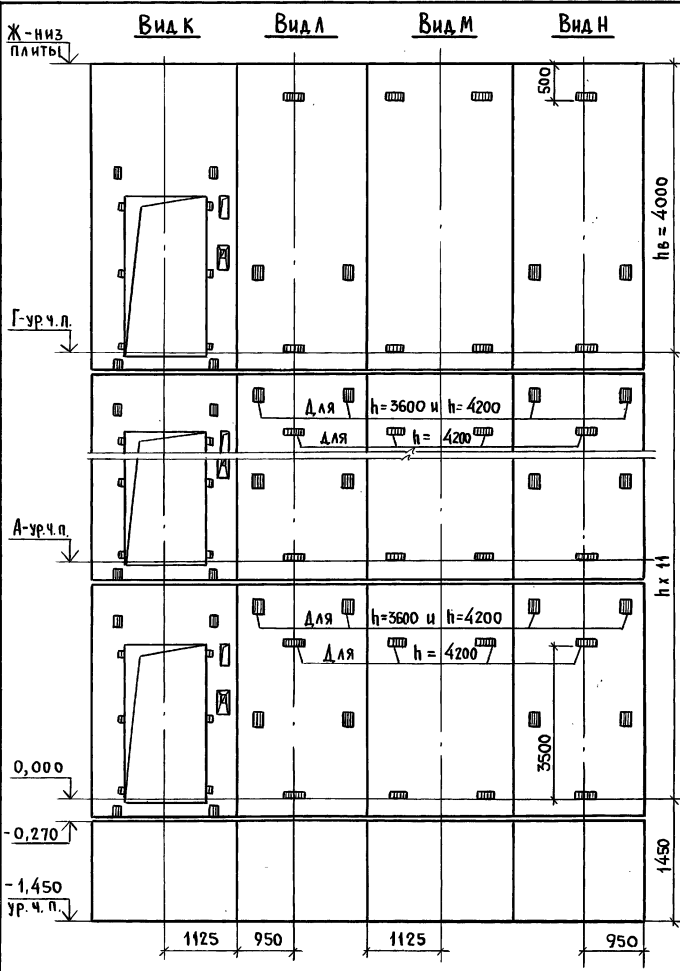 Вид К
Вид Л
Вид М
Вид Н
Ж-низ
плиты
500
hв = 4000
Г-ур.ч.п.
Для h=3600 и h=4200
для h= 4200
А-ур.ч.п.
h x 11
Для h=3600 и h=4200
Для h = 4200
3500
0,000
-0,270
1450
-1,450
ур. ч. п.
1125
950
1125
950